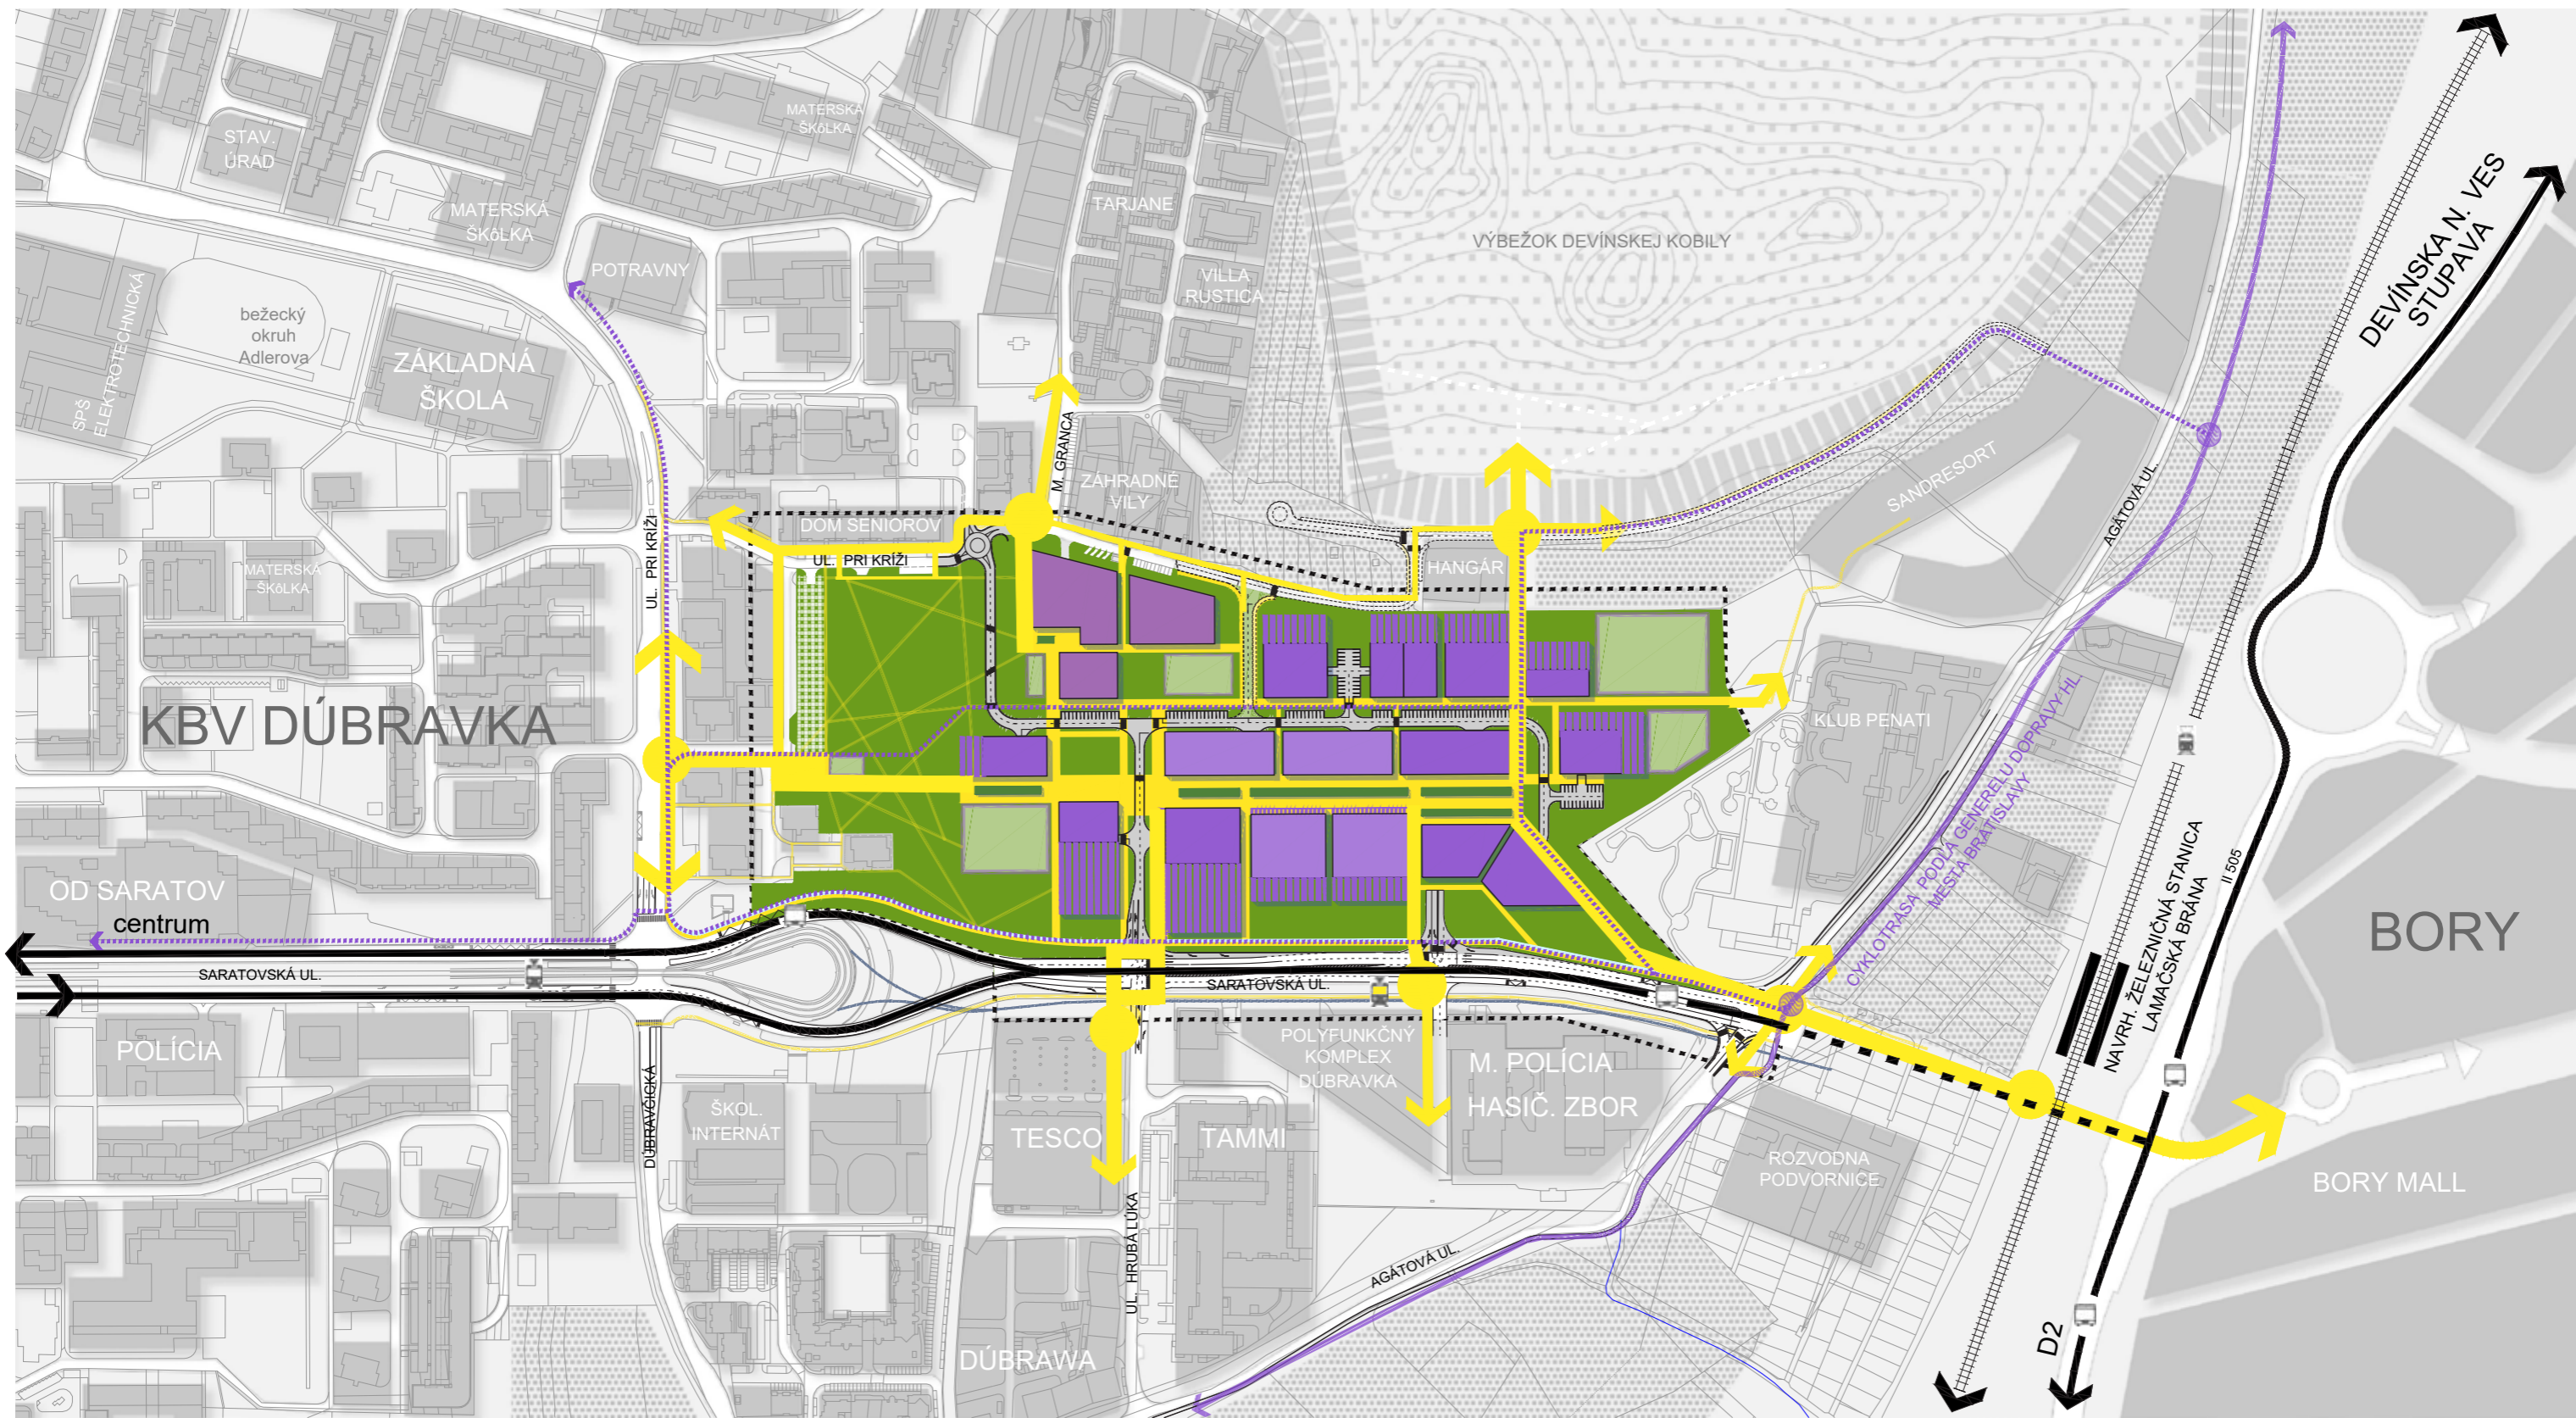 STAV.
ÚRAD
MATERSKÁ
ŠKôLKA
MATERSKÁ
ŠKôLKA
TARJANE
VILLA
RUSTICA
VÝBEŽOK DEVÍNSKEJ KOBILY
DEVÍNSKA N. VES
STUPAVA
POTRAVNY
SPŠ
ELEKTROTECHNICKÁ
bežecký
okruh
Adlerova
ZÁKLADNÁ
ŠKOLA
M. GRANCA
ZÁHRADNÉ
VILY
SANDRESORT
AGÁTOVÁ UL.
DOM SENIOROV
UL. PRI KRÍŽI
UL. PRI KRÍŽI
HANGÁR
MATERSKÁ
ŠKôLKA
KBV DÚBRAVKA
KLUB PENATI
CYKLOTRASA PODĽA GENERELU DOPRAVY HL.
MESTA BRATISLAVY
NAVRH. ŽELEZNIČNÁ STANICA
LAMAČSKÁ BRÁNA
II 505
BORY
OD SARATOV
centrum
SARATOVSKÁ UL.
SARATOVSKÁ UL.
POLÍCIA
DÚBRAVČICKÁ
ŠKOL.
INTERNÁT
TESCO
TAMMI
POLYFUNKČNÝ
KOMPLEX
DÚBRAVKA
M. POLÍCIA
HASIČ. ZBOR
ROZVODNA
PODVORNICE
BORY MALL
UL. HRUBÁ LÚKA
AGÁTOVÁ UL.
DÚBRAWA
D2